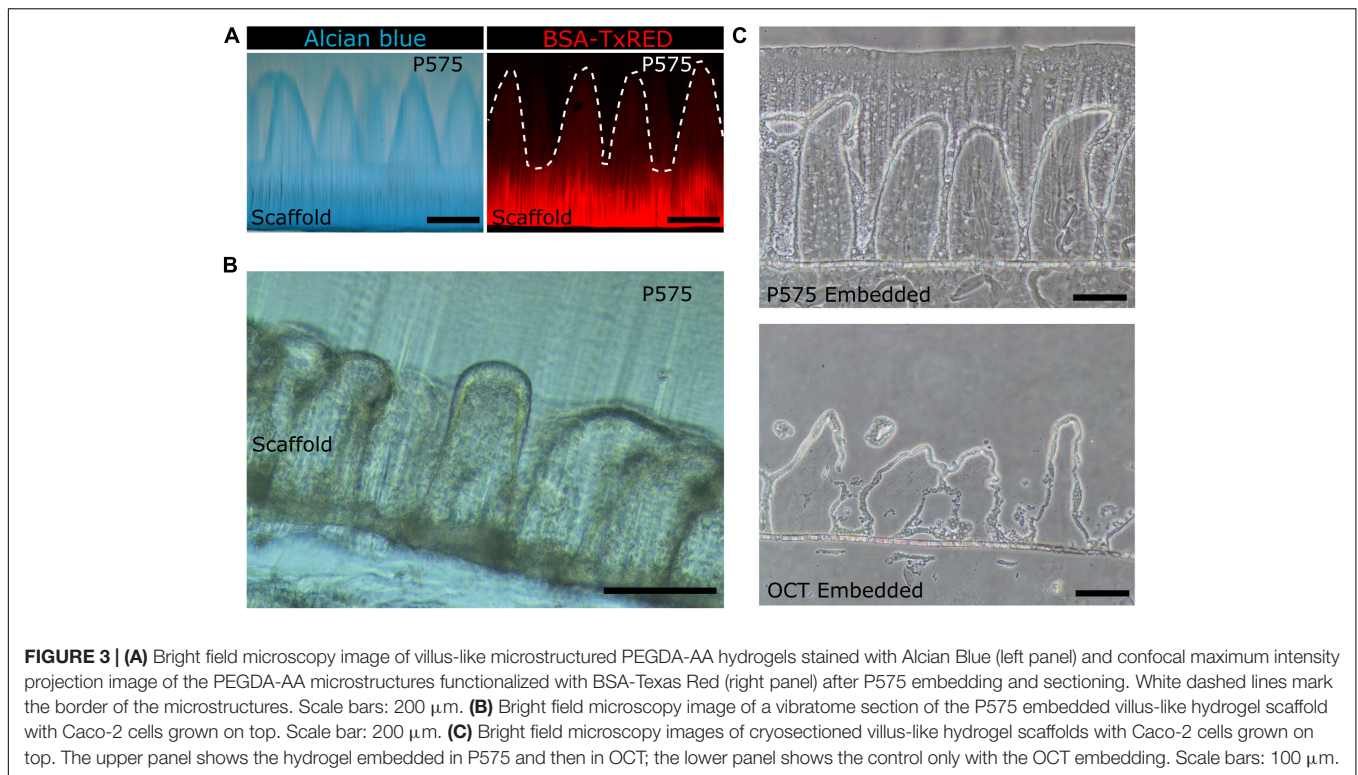 A
Alcian blue
BSA-TxRED
P575
P575
Scaffold
Scaffold
B
P575
Scaffold
C
P575 Embedded
OCT Embedded
FIGURE 3 | (A) Bright field microscopy image of villus-like microstructured PEGDA-AA hydrogels stained with Alcian Blue (left panel) and confocal maximum intensity
projection image of the PEGDA-AA microstructures functionalized with BSA-Texas Red (right panel) after P575 embedding and sectioning. White dashed lines mark
the border of the microstructures. Scale bars: 200 μm. (B) Bright field microscopy image of a vibratome section of the P575 embedded villus-like hydrogel scaffold
with Caco-2 cells grown on top. Scale bar: 200 μm. (C) Bright field microscopy images of cryosectioned villus-like hydrogel scaffolds with Caco-2 cells grown on
top. The upper panel shows the hydrogel embedded in P575 and then in OCT; the lower panel shows the control only with the OCT embedding. Scale bars: 100 μm.